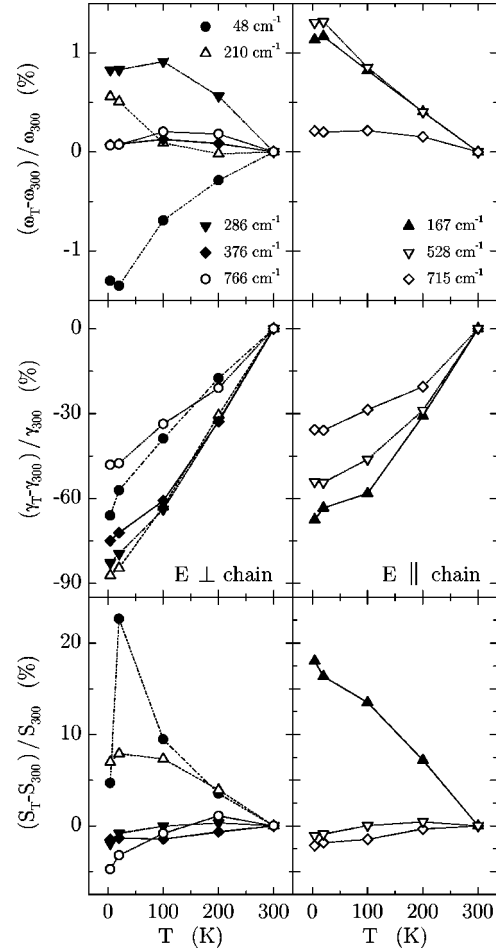 (ω_T-ω_300) / ω_300 (%)
1
0
-1
48 cm⁻¹
210 cm⁻¹
286 cm⁻¹
376 cm⁻¹
766 cm⁻¹
167 cm⁻¹
528 cm⁻¹
715 cm⁻¹
(γ_T-γ_300) / γ_300 (%)
0
-30
-60
-90
E ⊥ chain
E ∥ chain
(S_T-S_300) / S_300 (%)
20
10
0
0 100 200 300
0 100 200 300
T (K)
T (K)